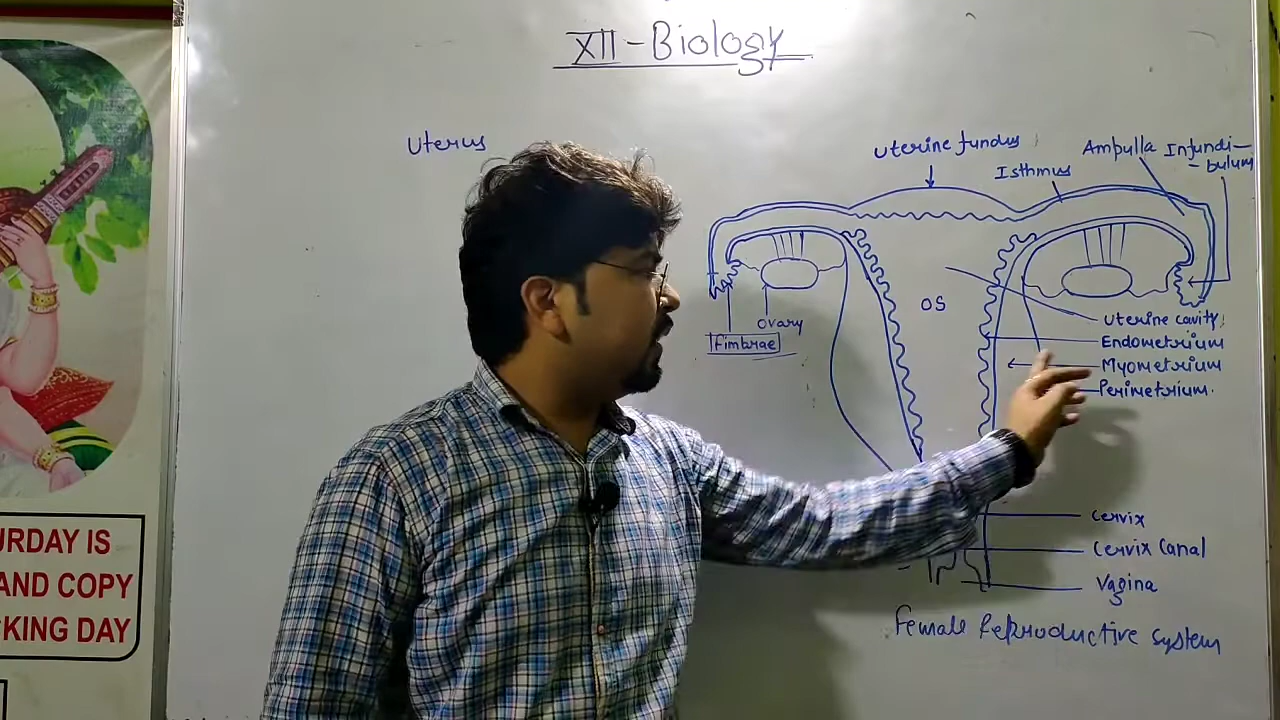 XII - Biology
Uterus
Uterine fundus
Isthmus
Ampulla
Infundi-
-bulum
OS
Ovary
Fimbrae
Uterine cavity
Endometrium
Myometrium
Perimetrium.
Cervix
Cervix Canal
Vagina
Female Reproductive System
URDAY IS
AND COPY
KING DAY